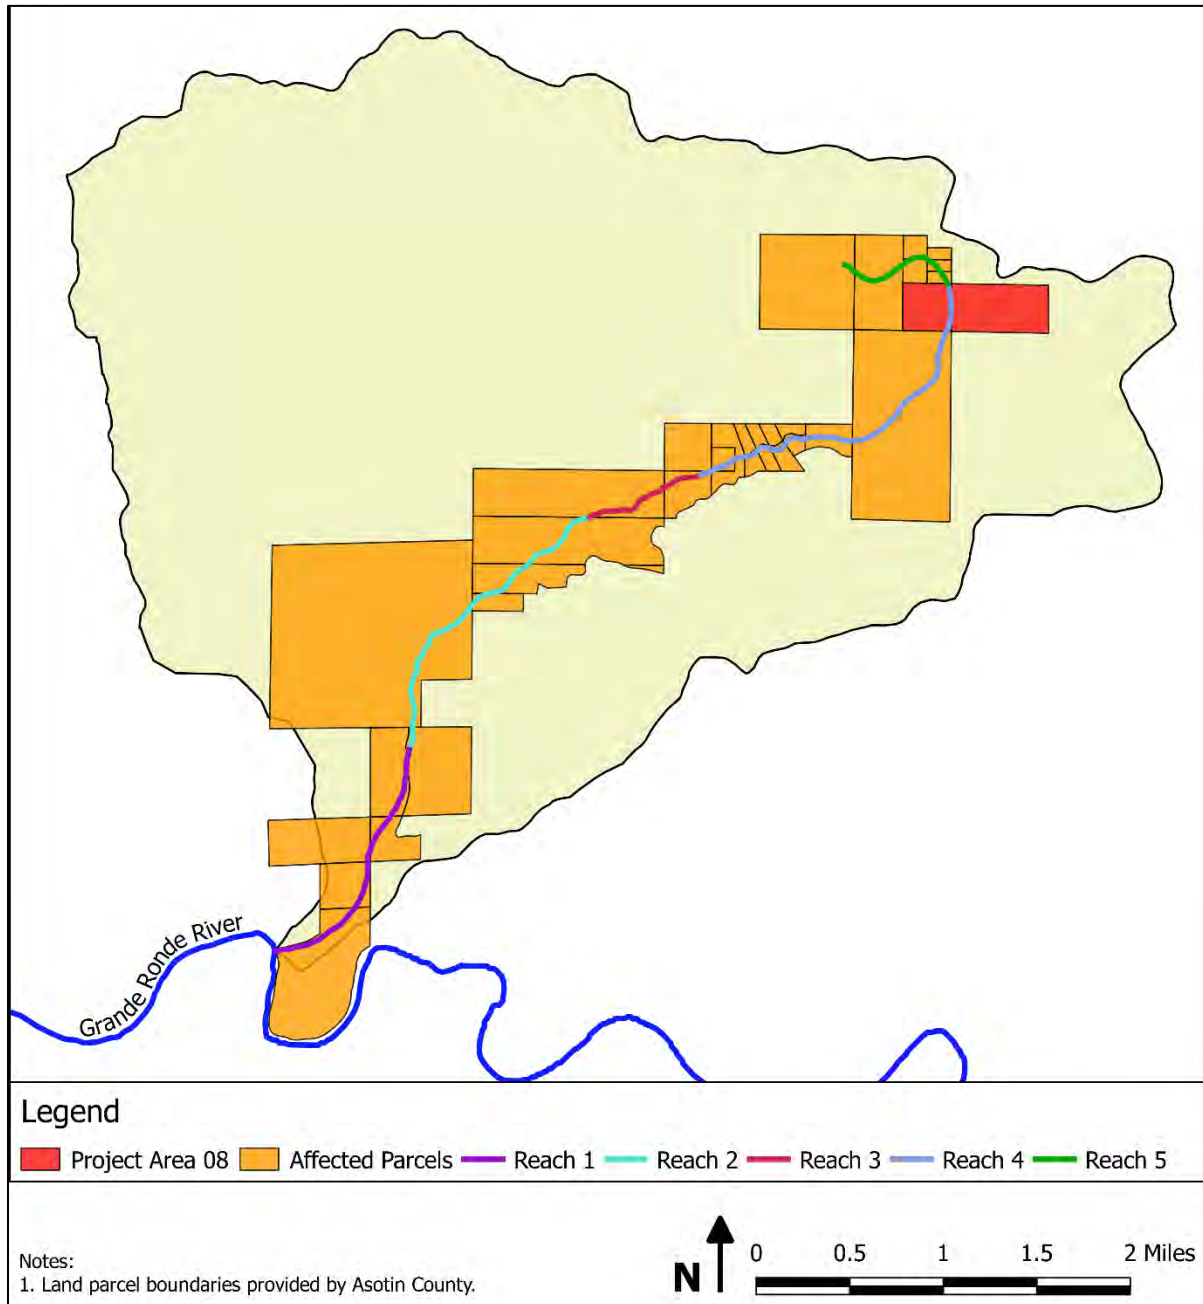 Grande Ronde River
Legend
Project Area 08 Affected Parcels Reach 1 Reach 2 Reach 3 Reach 4 Reach 5
Notes:
1. Land parcel boundaries provided by Asotin County.
N
0 0.5 1 1.5 2 Miles